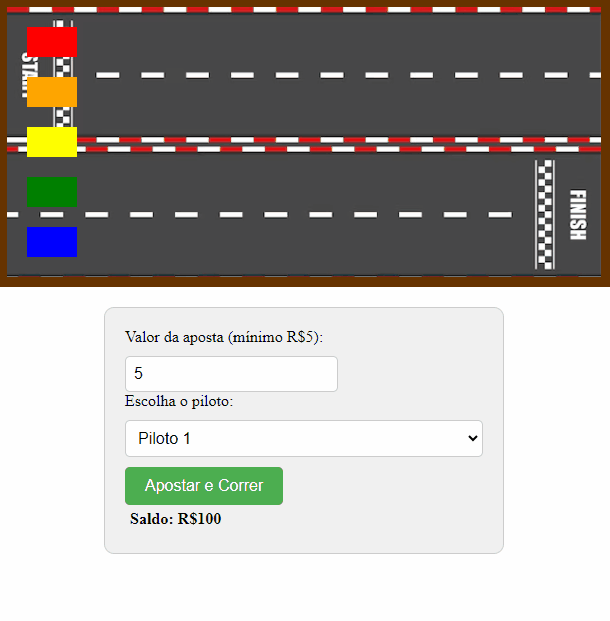 START
FINISH
Valor da aposta (mínimo R$5):
5
Escolha o piloto:
Piloto 1
Apostar e Correr
Saldo: R$100